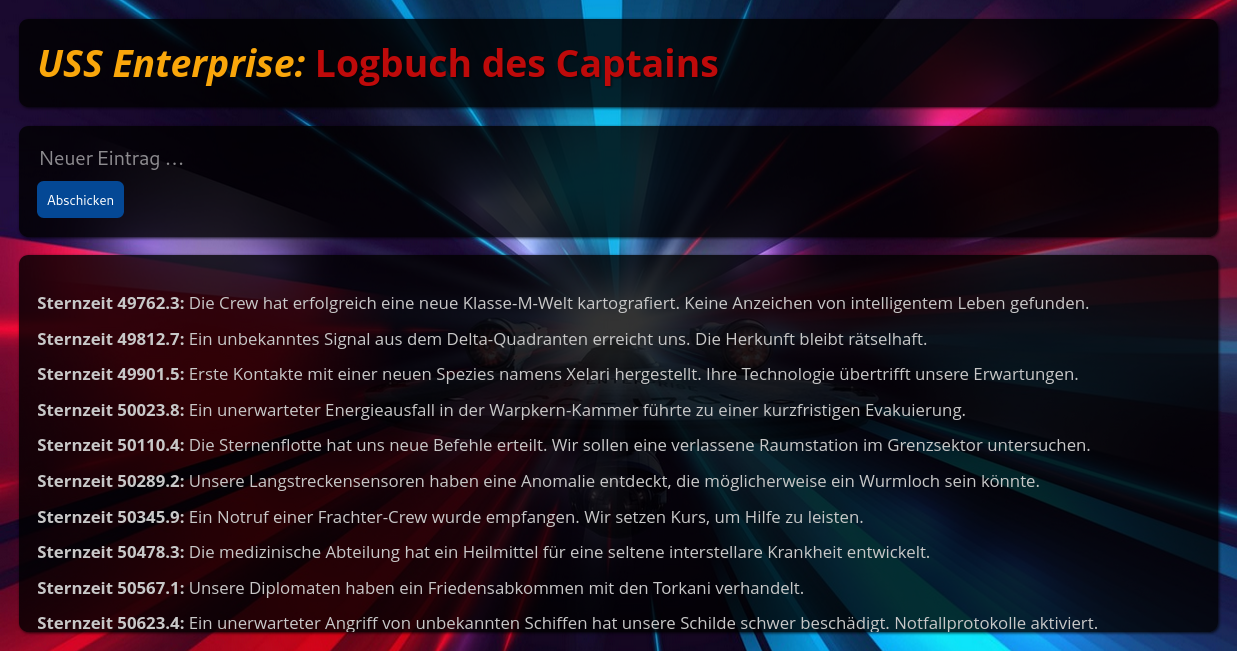 USS Enterprise: Logbuch des Captains
Neuer Eintrag ...
Abschicken
Sternzeit 49762.3: Die Crew hat erfolgreich eine neue Klasse-M-Welt kartografiert. Keine Anzeichen von intelligentem Leben gefunden.
Sternzeit 49812.7: Ein unbekanntes Signal aus dem Delta-Quadranten erreicht uns. Die Herkunft bleibt rätselhaft.
Sternzeit 49901.5: Erste Kontakte mit einer neuen Spezies namens Xelari hergestellt. Ihre Technologie übertrifft unsere Erwartungen.
Sternzeit 50023.8: Ein unerwarteter Energieausfall in der Warpkern-Kammer führte zu einer kurzfristigen Evakuierung.
Sternzeit 50110.4: Die Sternenflotte hat uns neue Befehle erteilt. Wir sollen eine verlassene Raumstation im Grenzsektor untersuchen.
Sternzeit 50289.2: Unsere Langstreckensensoren haben eine Anomalie entdeckt, die möglicherweise ein Wurmloch sein könnte.
Sternzeit 50345.9: Ein Notruf einer Frachter-Crew wurde empfangen. Wir setzen Kurs, um Hilfe zu leisten.
Sternzeit 50478.3: Die medizinische Abteilung hat ein Heilmittel für eine seltene interstellare Krankheit entwickelt.
Sternzeit 50567.1: Unsere Diplomaten haben ein Friedensabkommen mit den Torkani verhandelt.
Sternzeit 50623.4: Ein unerwarteter Angriff von unbekannten Schiffen hat unsere Schilde schwer beschädigt. Notfallprotokolle aktiviert.